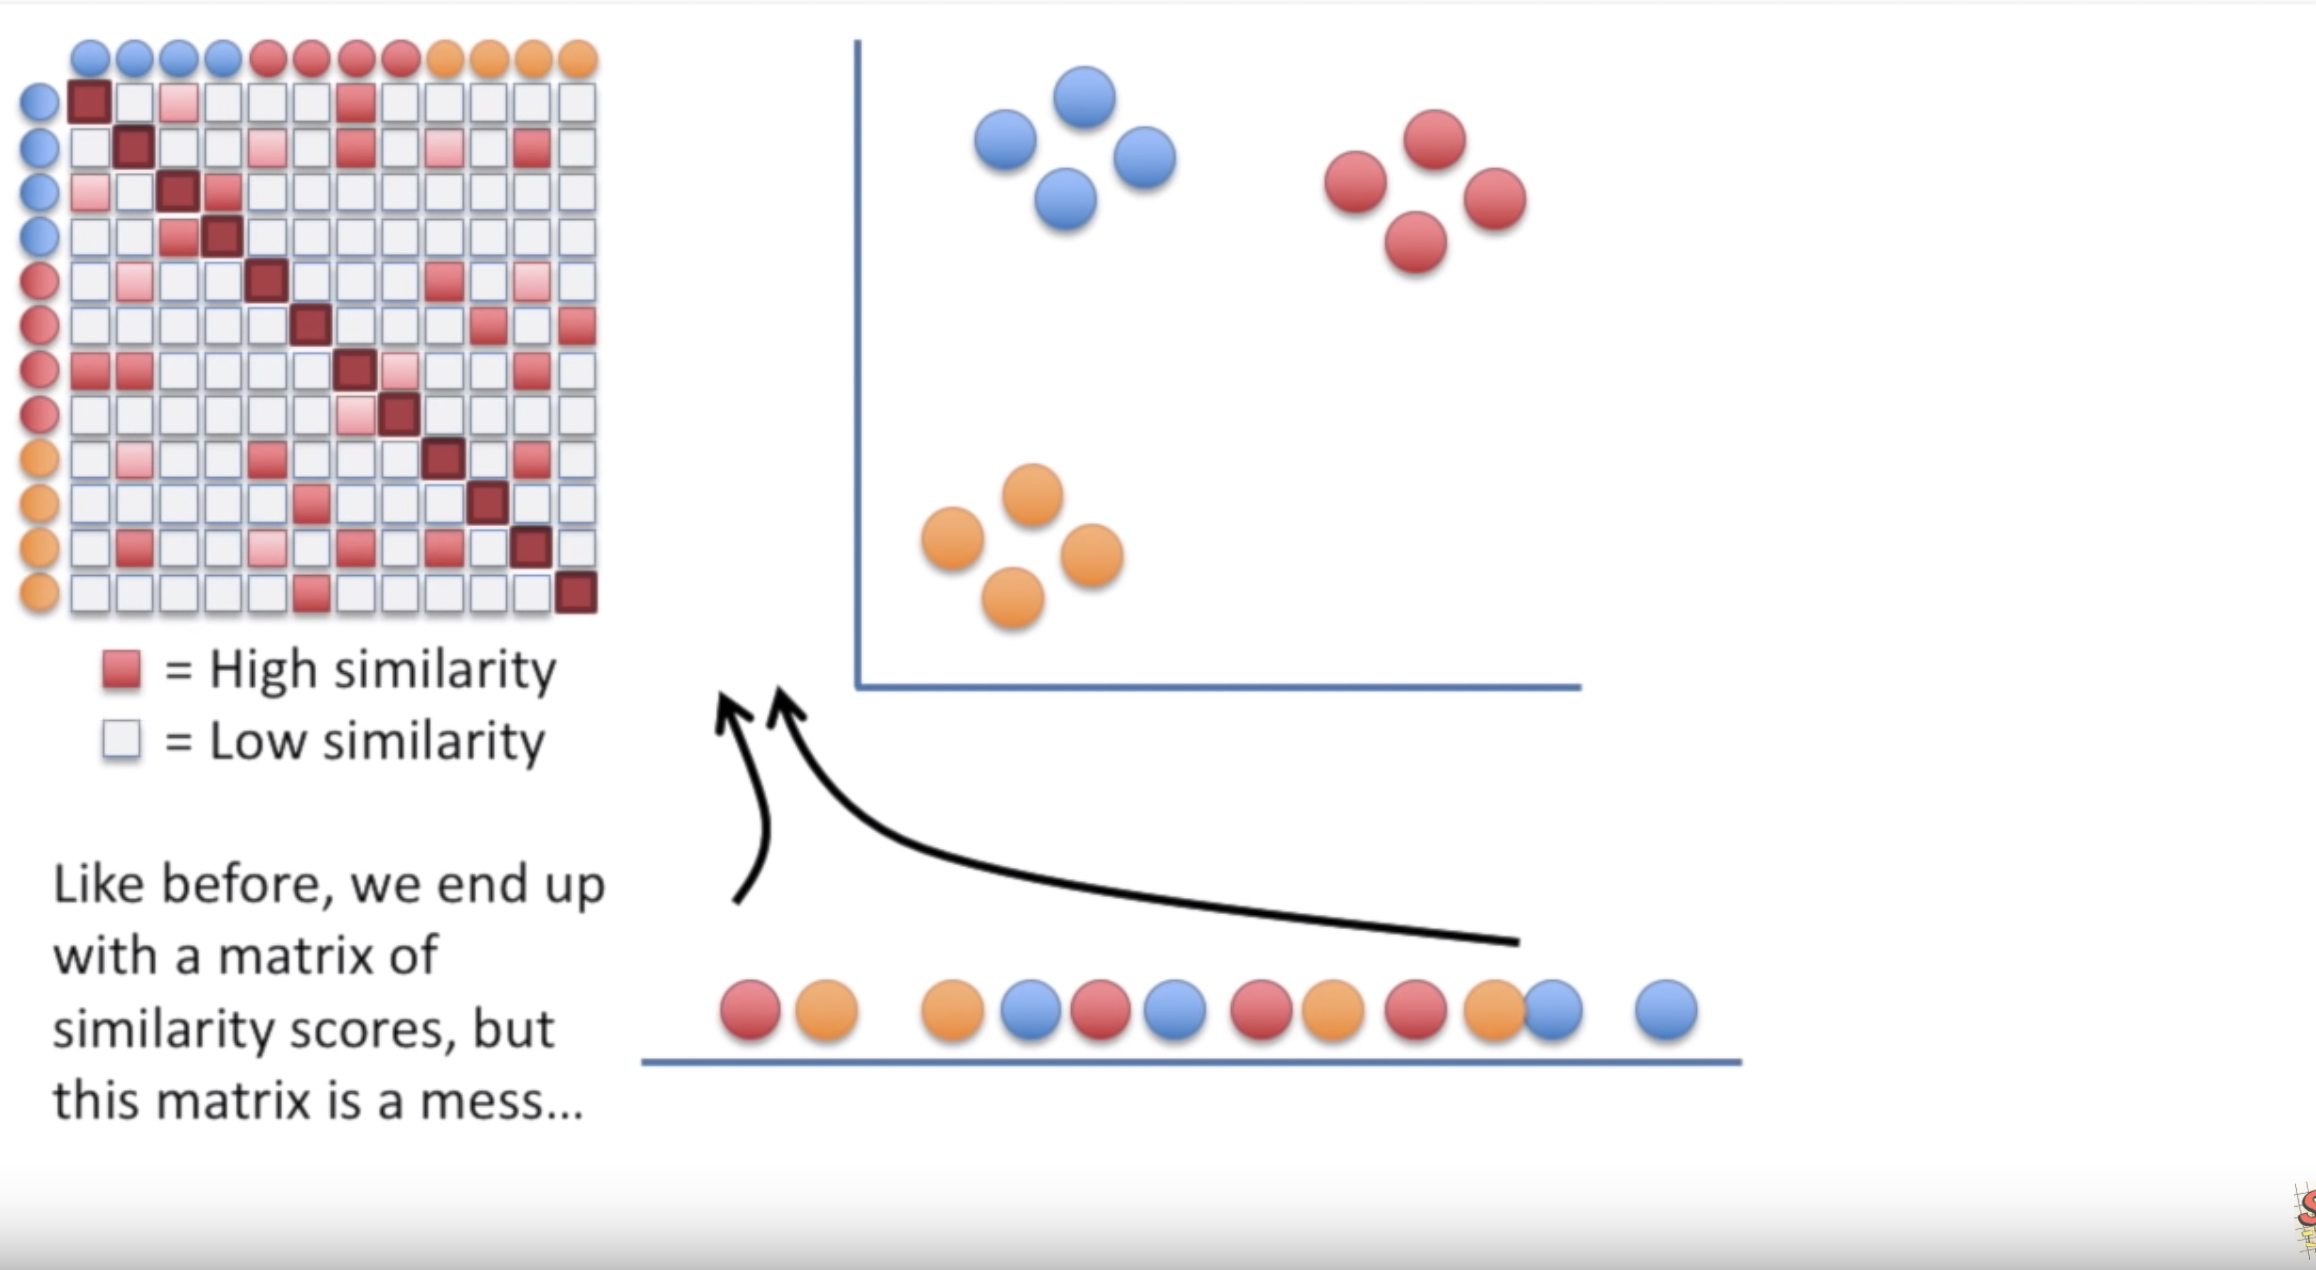 = High similarity
= Low similarity
Like before, we end up
with a matrix of
similarity scores, but
this matrix is a mess...